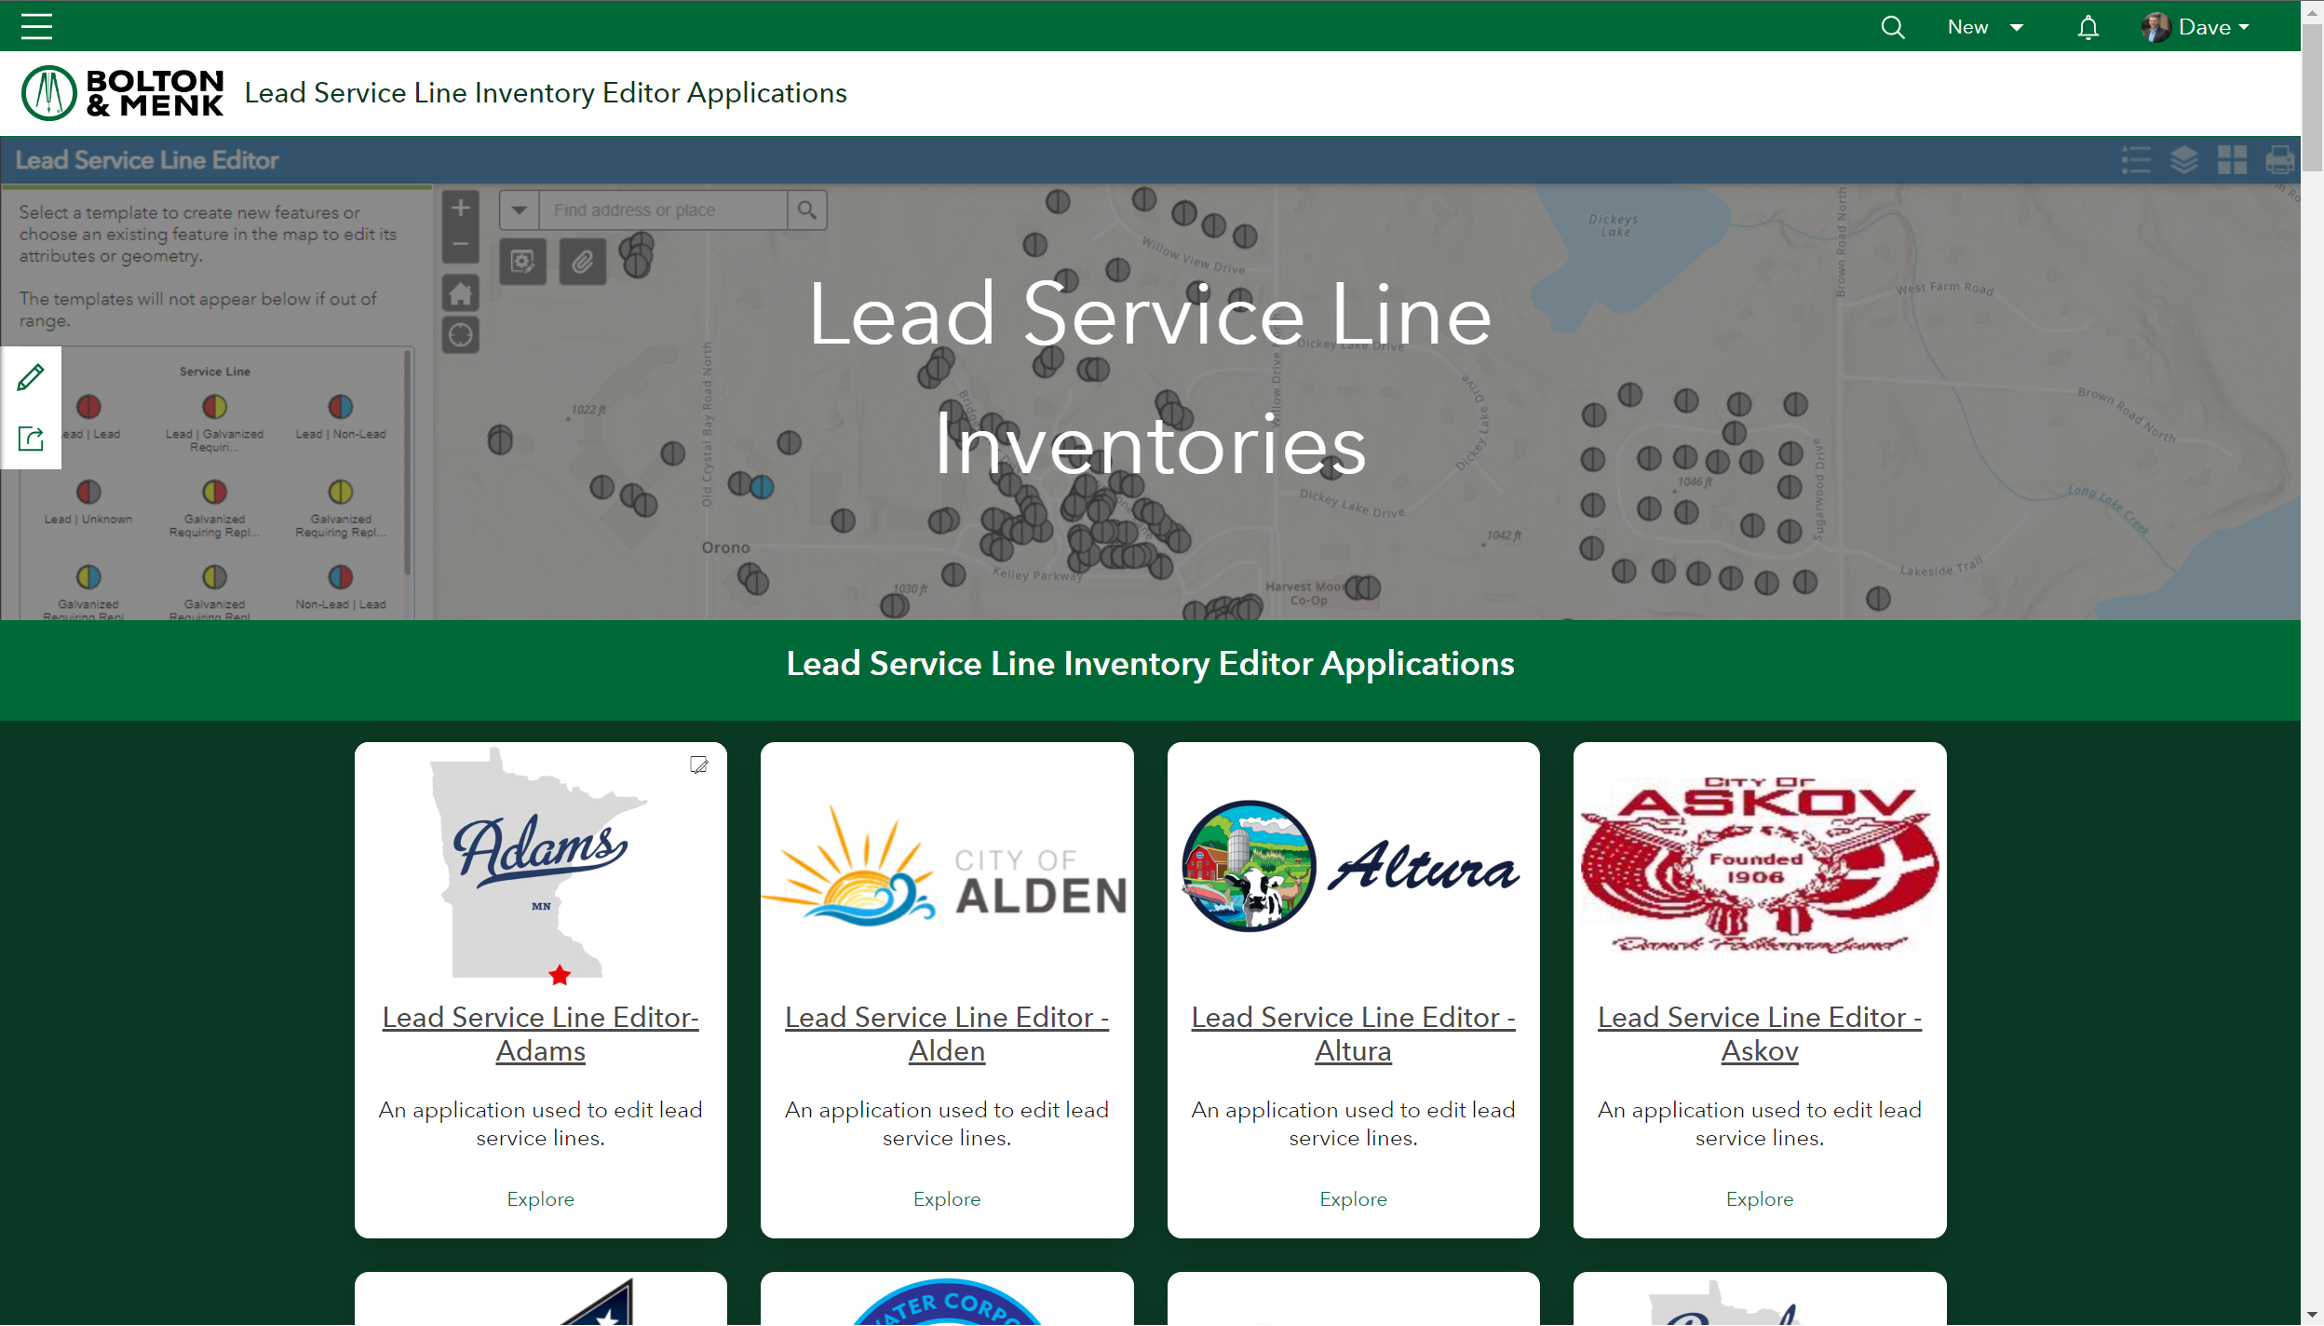 New
Dave
BOLTON
& MENK
Lead Service Line Inventory Editor Applications
Lead Service Line Editor
Select a template to create new features or
choose an existing feature in the map to edit its
attributes or geometry.
The templates will not appear below if out of
range.
Service Line
ead | Lead
Lead | Galvanized
Requiri...
Lead | Non-Lead
Lead | Unknown
Galvanized
Requiring Repl...
Galvanized
Requiring Repl...
Galvanized
Requiring Repl
Galvanized
Requiring Repl
Non-Lead | Lead
Find address or place
Willow View Drive
Dickeys
Lake
Brown Road North
West Farm Road
Lead Service Line
Inventories
Dickey Lake Drive
Willow Drive North
Dickey Lake Drive
Old Crystal Bay Road North
1022 ft
Brown Road North
Sugarwood Drive
1046 ft
Long Lake Creek
Dickey Lake Drive
1042 ft
Orono
Kelley Parkway
1030 ft
Harvest Moon
Co-Op
Lakeside Trail
Lead Service Line Inventory Editor Applications
Adams
MN
Lead Service Line Editor-
Adams
An application used to edit lead
service lines.
Explore
CITY OF
ALDEN
Lead Service Line Editor -
Alden
An application used to edit lead
service lines.
Explore
Altura
Lead Service Line Editor -
Altura
An application used to edit lead
service lines.
Explore
CITY OF
ASKOV
Founded
1906
Lead Service Line Editor -
Askov
An application used to edit lead
service lines.
Explore
WATER CORPO